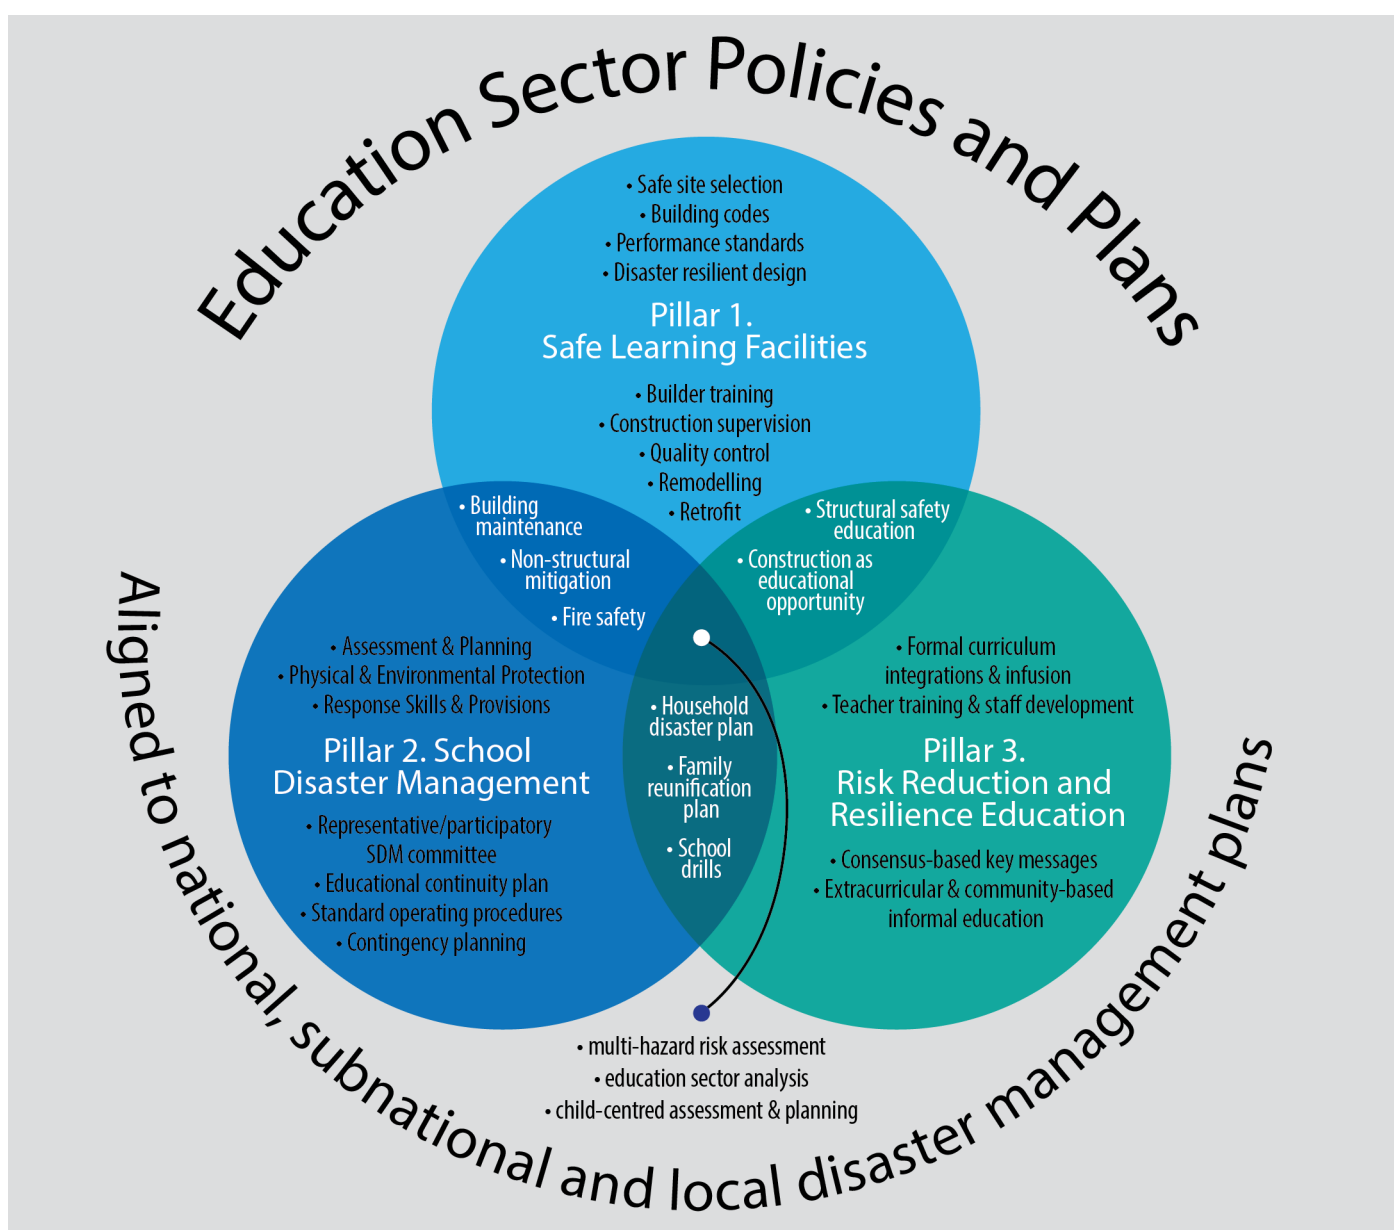 Education Sector Policies and Plans
• Safe site selection
• Building codes
• Performance standards
• Disaster resilient design
Pillar 1.
Safe Learning Facilities
• Builder training
• Construction supervision
• Quality control
• Remodelling
• Retrofit
• Building
maintenance
• Non-structural
mitigation
• Fire safety
• Structural safety
education
• Construction as
educational
opportunity
• Assessment & Planning
• Physical & Environmental Protection
• Response Skills & Provisions
Pillar 2. School
Disaster Management
• Representative/participatory
SDM committee
• Educational continuity plan
• Standard operating procedures
• Contingency planning
• Household
disaster plan
• Family
reunification
plan
• School
drills
• Formal curriculum
integrations & infusion
• Teacher training & staff development
Pillar 3.
Risk Reduction and
Resilience Education
• Consensus-based key messages
• Extracurricular & community-based
informal education
• multi-hazard risk assessment
• education sector analysis
• child-centred assessment & planning
Aligned to national, subnational and local disaster management plans